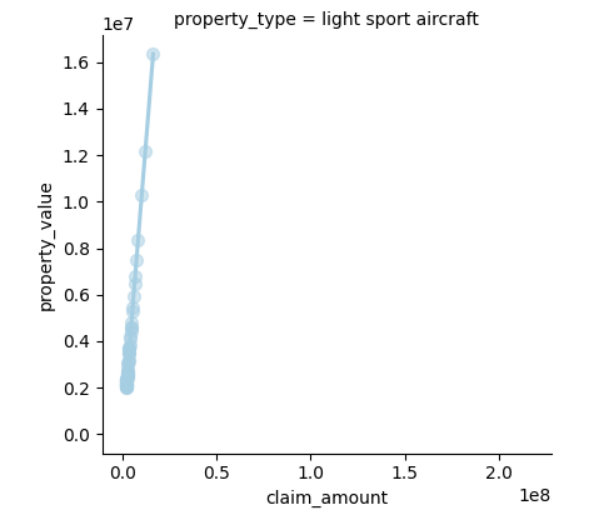 1e7
property_type = light sport aircraft
1.6
1.4
1.2
1.0
0.8
0.6
0.4
0.2
0.0
property_value
0.0 0.5 1.0 1.5 2.0
1e8
claim_amount